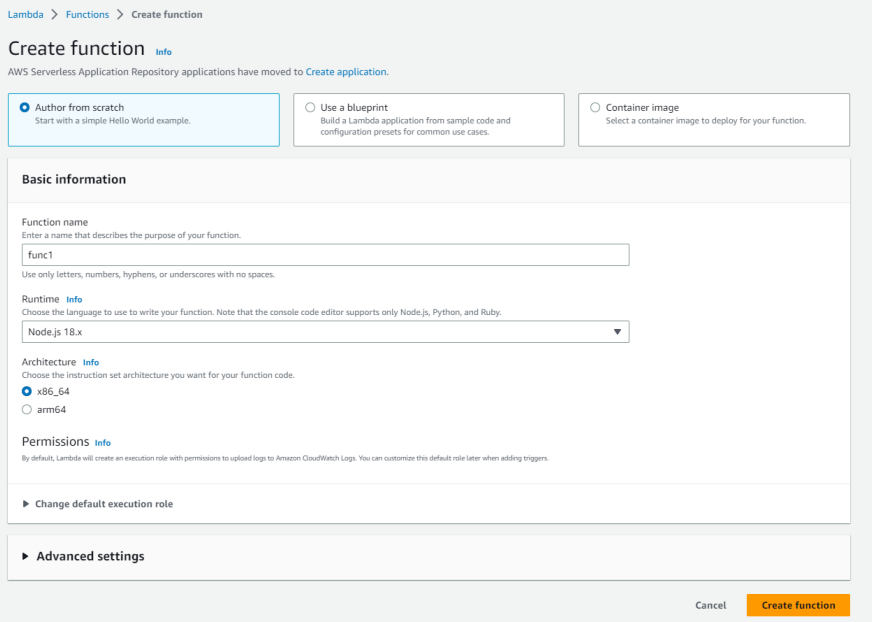 Lambda > Functions > Create function
Create function Info
AWS Serverless Application Repository applications have moved to Create application.
Author from scratch
Start with a simple Hello World example.
Use a blueprint
Build a Lambda application from sample code and
configuration presets for common use cases.
Container image
Select a container image to deploy for your function.
Basic information
Function name
Enter a name that describes the purpose of your function.
func1
Use only letters, numbers, hyphens, or underscores with no spaces.
Runtime Info
Choose the language to use to write your function. Note that the console code editor supports only Node.js, Python, and Ruby.
Node.js 18.x
Architecture Info
Choose the instruction set architecture you want for your function code.
x86_64
arm64
Permissions Info
By default, Lambda will create an execution role with permissions to upload logs to Amazon CloudWatch Logs. You can customize this default role later when adding triggers.
Change default execution role
Advanced settings
Cancel Create function